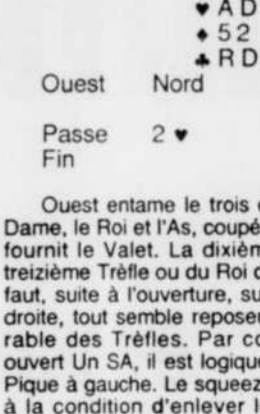 ♥ A D
♠ 5 2
♣ R D
Ouest Nord
Passe 2 ♥
Fin
Ouest entame le trois
Dame, le Roi et l'As, coupé
fournit le Valet. La dixièm
treizième Trèfle ou du Roi
faut, suite à l'ouverture, su
droite, tout semble reposer
rable des Trèfles. Par co
ouvert Un SA, il est logique
Pique à gauche. Le squeez
à la condition d'enlever l